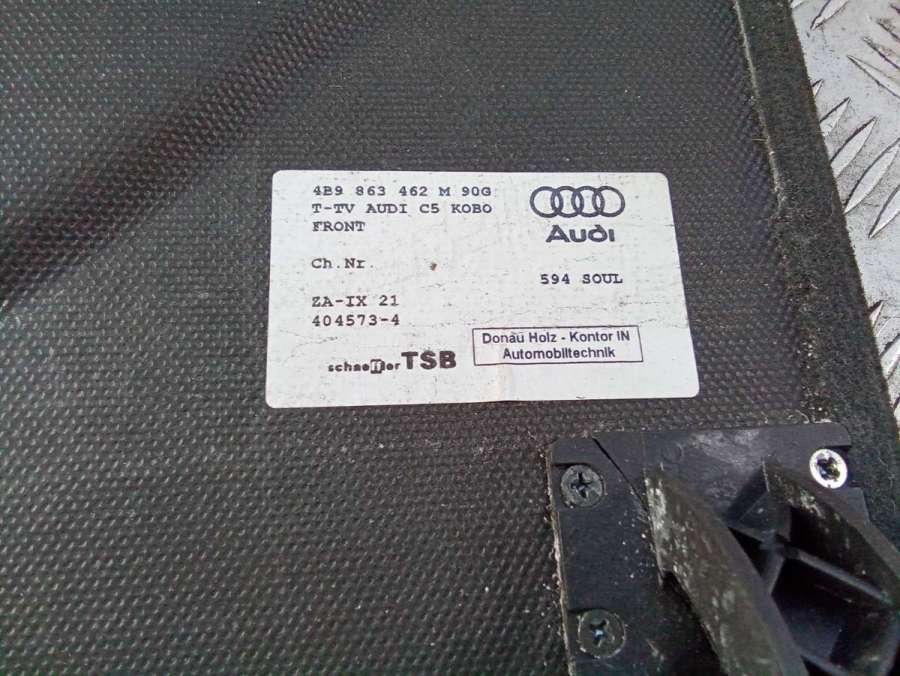 4B9 863 462 M 90G
T-TV AUDI C5 KOBO
FRONT
Audi
Ch.Nr.
594 SOUL
ZA-IX 21
404573-4
schaeffler TSB
Donau Holz - Kontor IN
Automobiltechnik